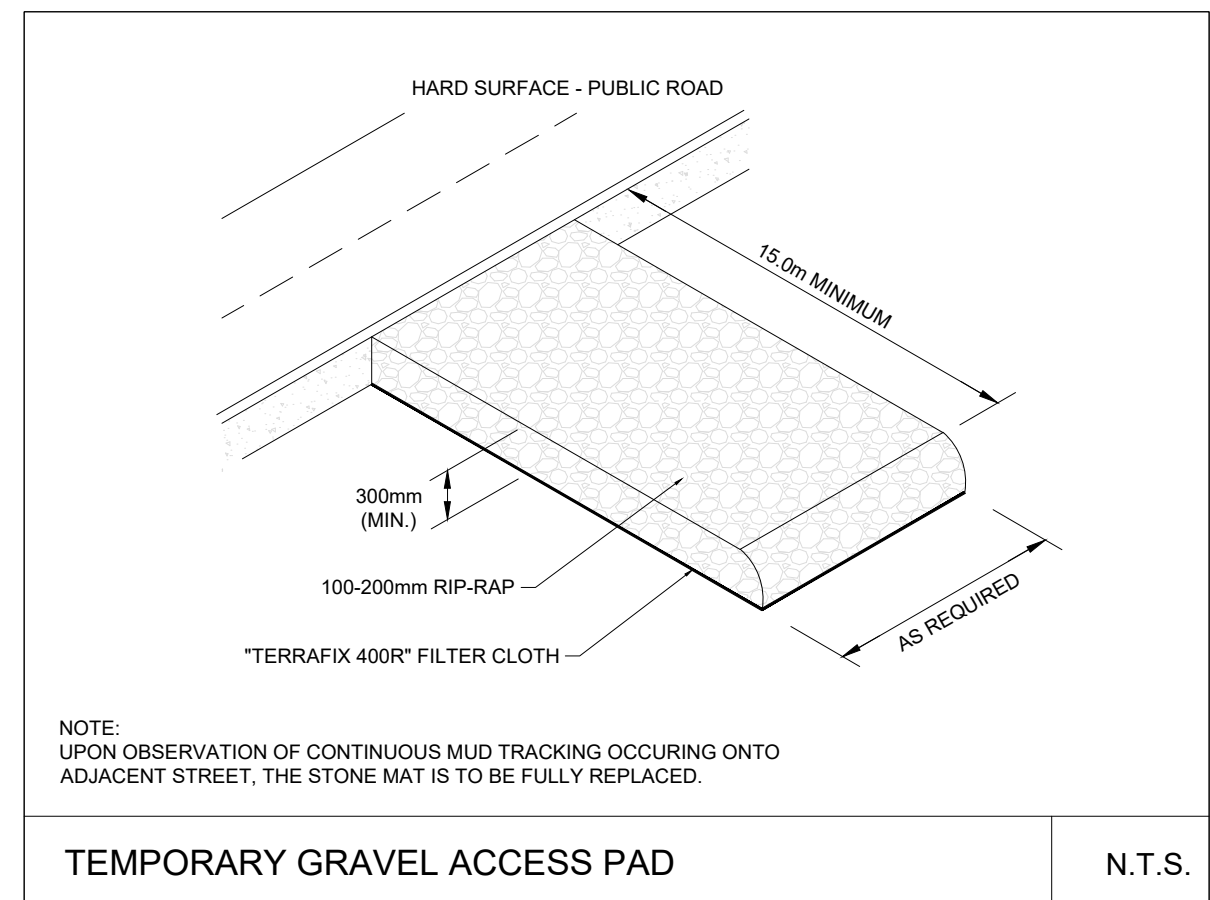 HARD SURFACE - PUBLIC ROAD
15.0m MINIMUM
300mm
(MIN.)
100-200mm RIP-RAP
"TERRAFIX 400R" FILTER CLOTH
AS REQUIRED
NOTE:
UPON OBSERVATION OF CONTINUOUS MUD TRACKING OCCURING ONTO
ADJACENT STREET, THE STONE MAT IS TO BE FULLY REPLACED.
TEMPORARY GRAVEL ACCESS PAD
N.T.S.